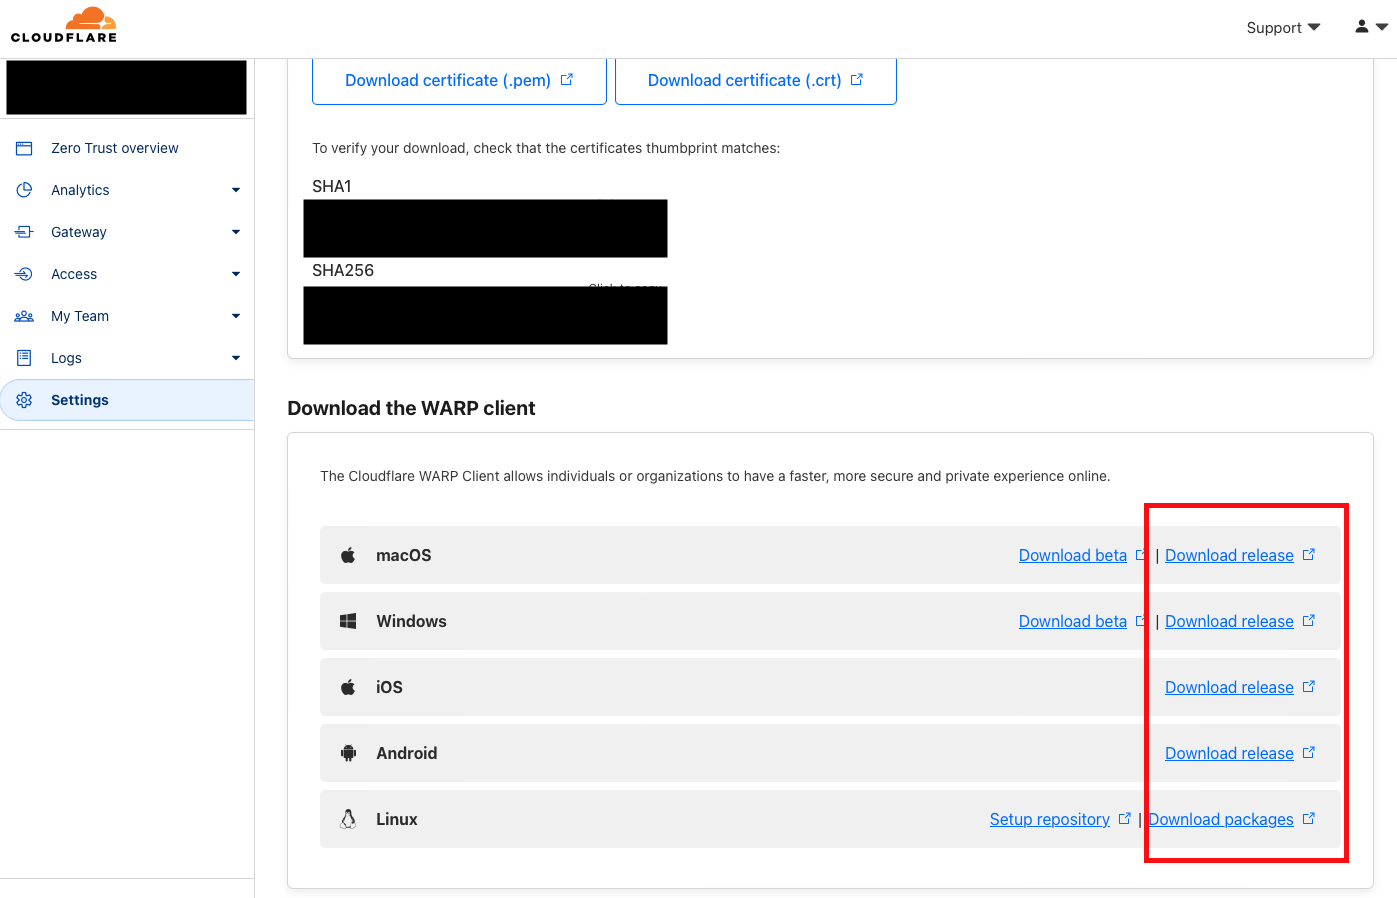 CLOUDFLARE
Support
Zero Trust overview
Analytics
Gateway
Access
My Team
Logs
Settings
Download certificate (.pem)
Download certificate (.crt)
To verify your download, check that the certificates thumbprint matches:
SHA1
SHA256
Click to copy
Download the WARP client
The Cloudflare WARP Client allows individuals or organizations to have a faster, more secure and private experience online.
macOS Download beta | Download release
Windows Download beta | Download release
iOS Download release
Android Download release
Linux Setup repository | Download packages